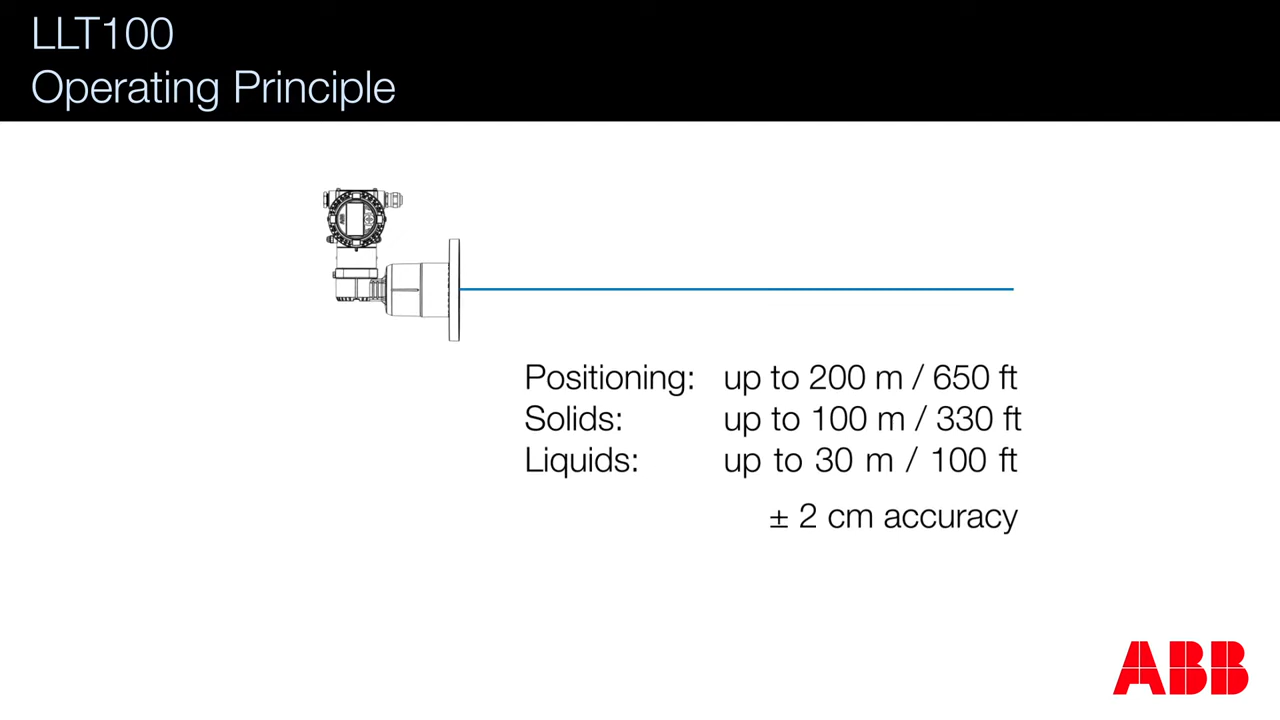 LLT100
Operating Principle
Positioning: up to 200 m / 650 ft
Solids: up to 100 m / 330 ft
Liquids: up to 30 m / 100 ft
± 2 cm accuracy
ABB